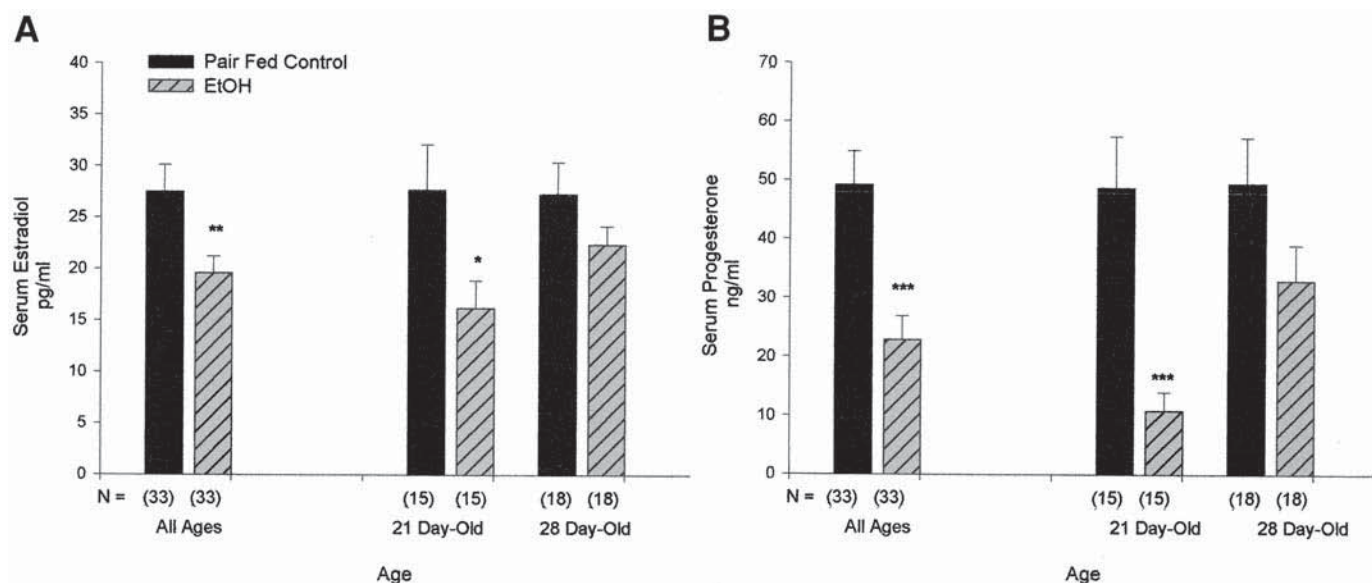 A
Pair Fed Control
EtOH
40
35
30
25
20
15
10
5
0
Serum Estradiol
pg/ml
**
*
N = (33) (33) (15) (15) (18) (18)
All Ages 21 Day-Old 28 Day-Old
Age
B
70
60
50
40
30
20
10
0
Serum Progesterone
ng/ml
***
***
N = (33) (33) (15) (15) (18) (18)
All Ages 21 Day-Old 28 Day-Old
Age